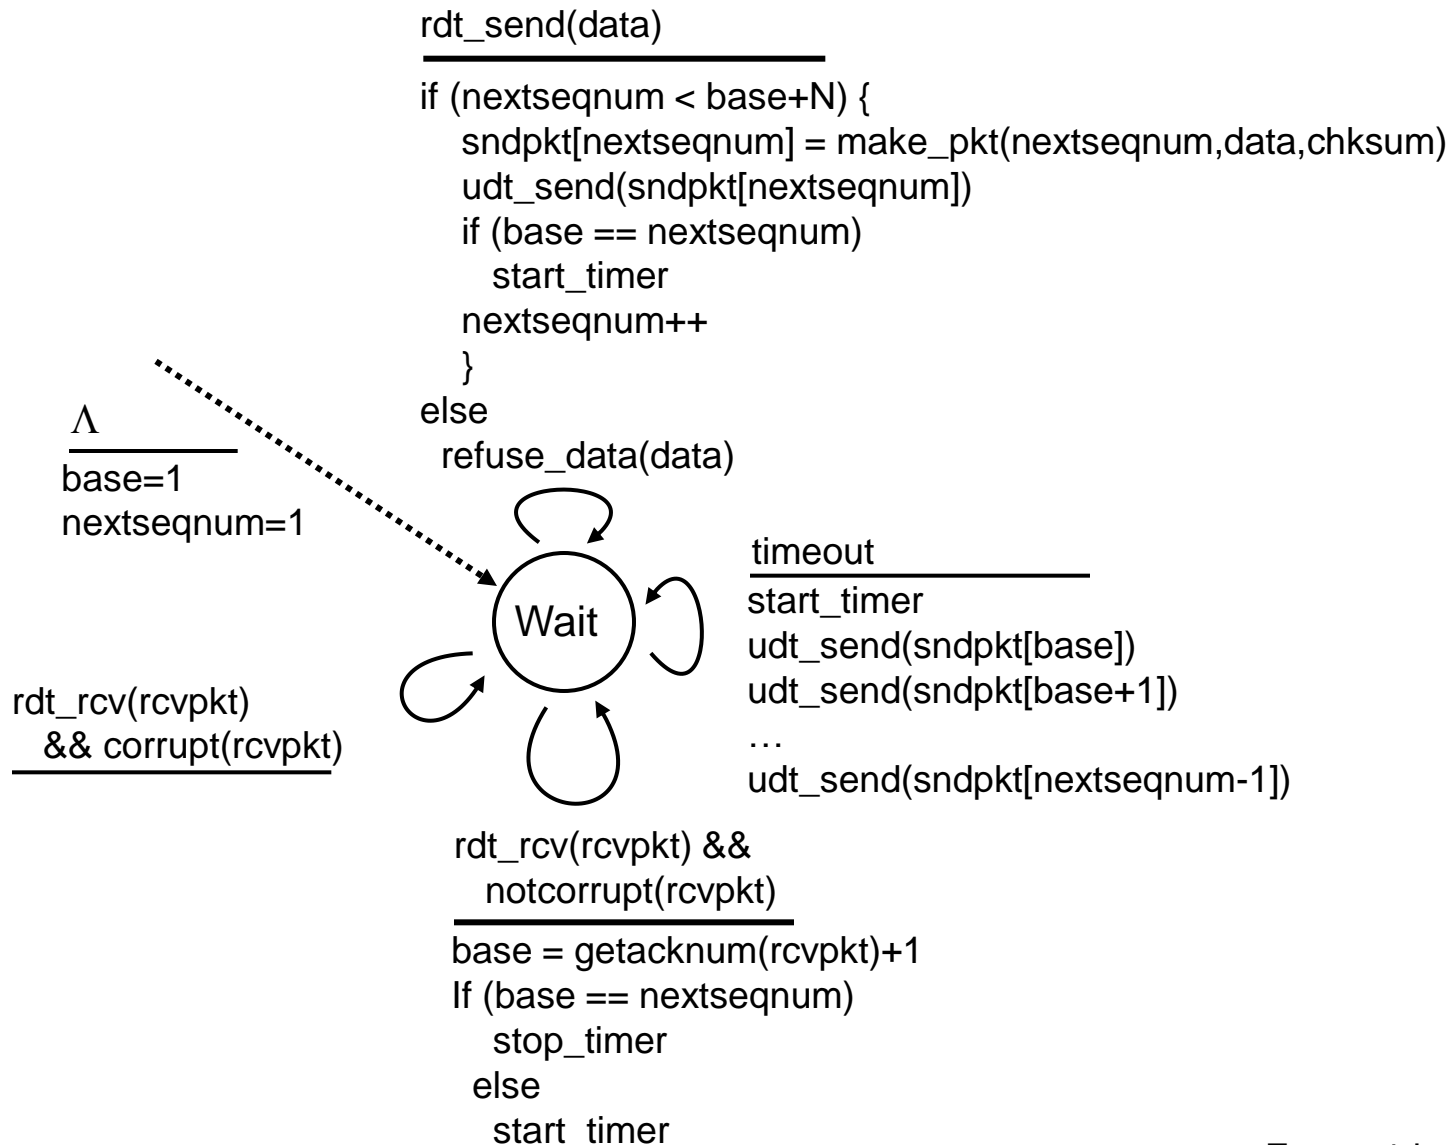 rdt_send(data)
if (nextseqnum < base+N) {
sndpkt[nextseqnum] = make_pkt(nextseqnum,data,chksum)
udt_send(sndpkt[nextseqnum])
if (base == nextseqnum)
start_timer
nextseqnum++
}
else
refuse_data(data)
Λ
base=1
nextseqnum=1
Wait
timeout
start_timer
udt_send(sndpkt[base])
udt_send(sndpkt[base+1])
…
udt_send(sndpkt[nextseqnum-1])
rdt_rcv(rcvpkt)
&& corrupt(rcvpkt)
rdt_rcv(rcvpkt) &&
notcorrupt(rcvpkt)
base = getacknum(rcvpkt)+1
If (base == nextseqnum)
stop_timer
else
start_timer